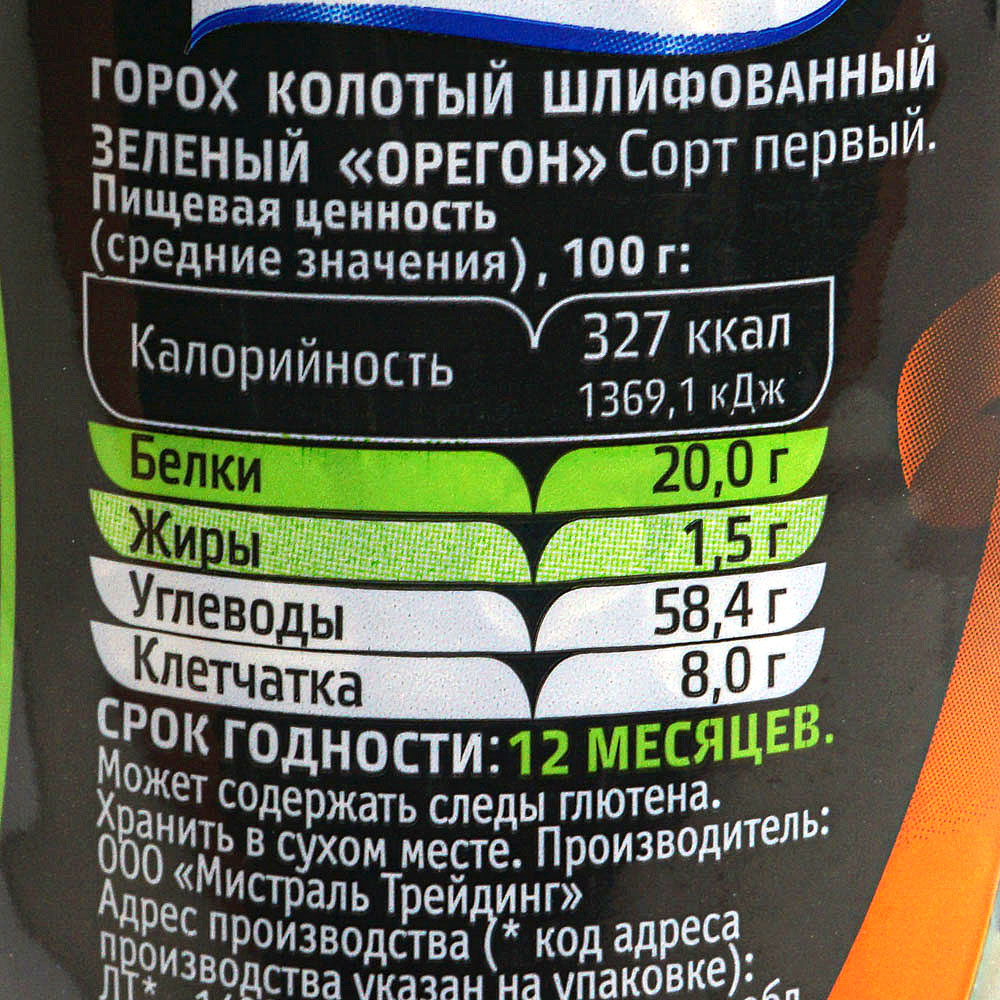 ГОРОХ КОЛОТЫЙ ШЛИФОВАННЫЙ
ЗЕЛЕНЫЙ «ОРЕГОН» Сорт первый.
Пищевая ценность
(средние значения), 100 г:
Калорийность 327 ккал
1369,1 кДж
Белки 20,0 г
Жиры 1,5 г
Углеводы 58,4 г
Клетчатка 8,0 г
СРОК ГОДНОСТИ: 12 МЕСЯЦЕВ.
Может содержать следы глютена.
Хранить в сухом месте. Производитель:
ООО «Мистраль Трейдинг»
Адрес производства (* код адреса
производства указан на упаковке):
ЛТ*